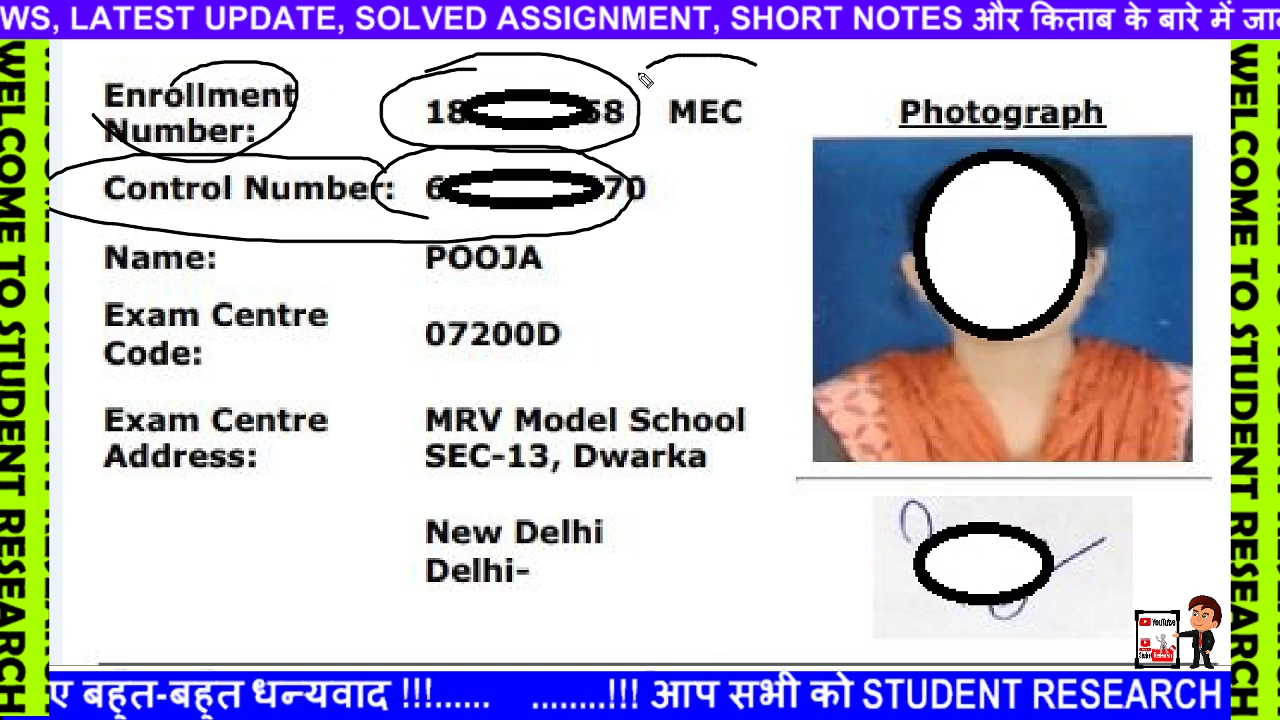 WS, LATEST UPDATE, SOLVED ASSIGNMENT, SHORT NOTES और किताब के बारे में जा
WELCOME TO STUDENT RESEARCH
Enrollment Number:
18 68 MEC
Control Number: 6 70
Name: POOJA
Exam Centre Code:
07200D
Exam Centre Address:
MRV Model School
SEC-13, Dwarka
New Delhi
Delhi-
Photograph
YouTube
WELCOME TO STUDENT RESEARCH
ए बहुत-बहुत धन्यवाद !!!...... ........!!! आप सभी को STUDENT RESEARCH